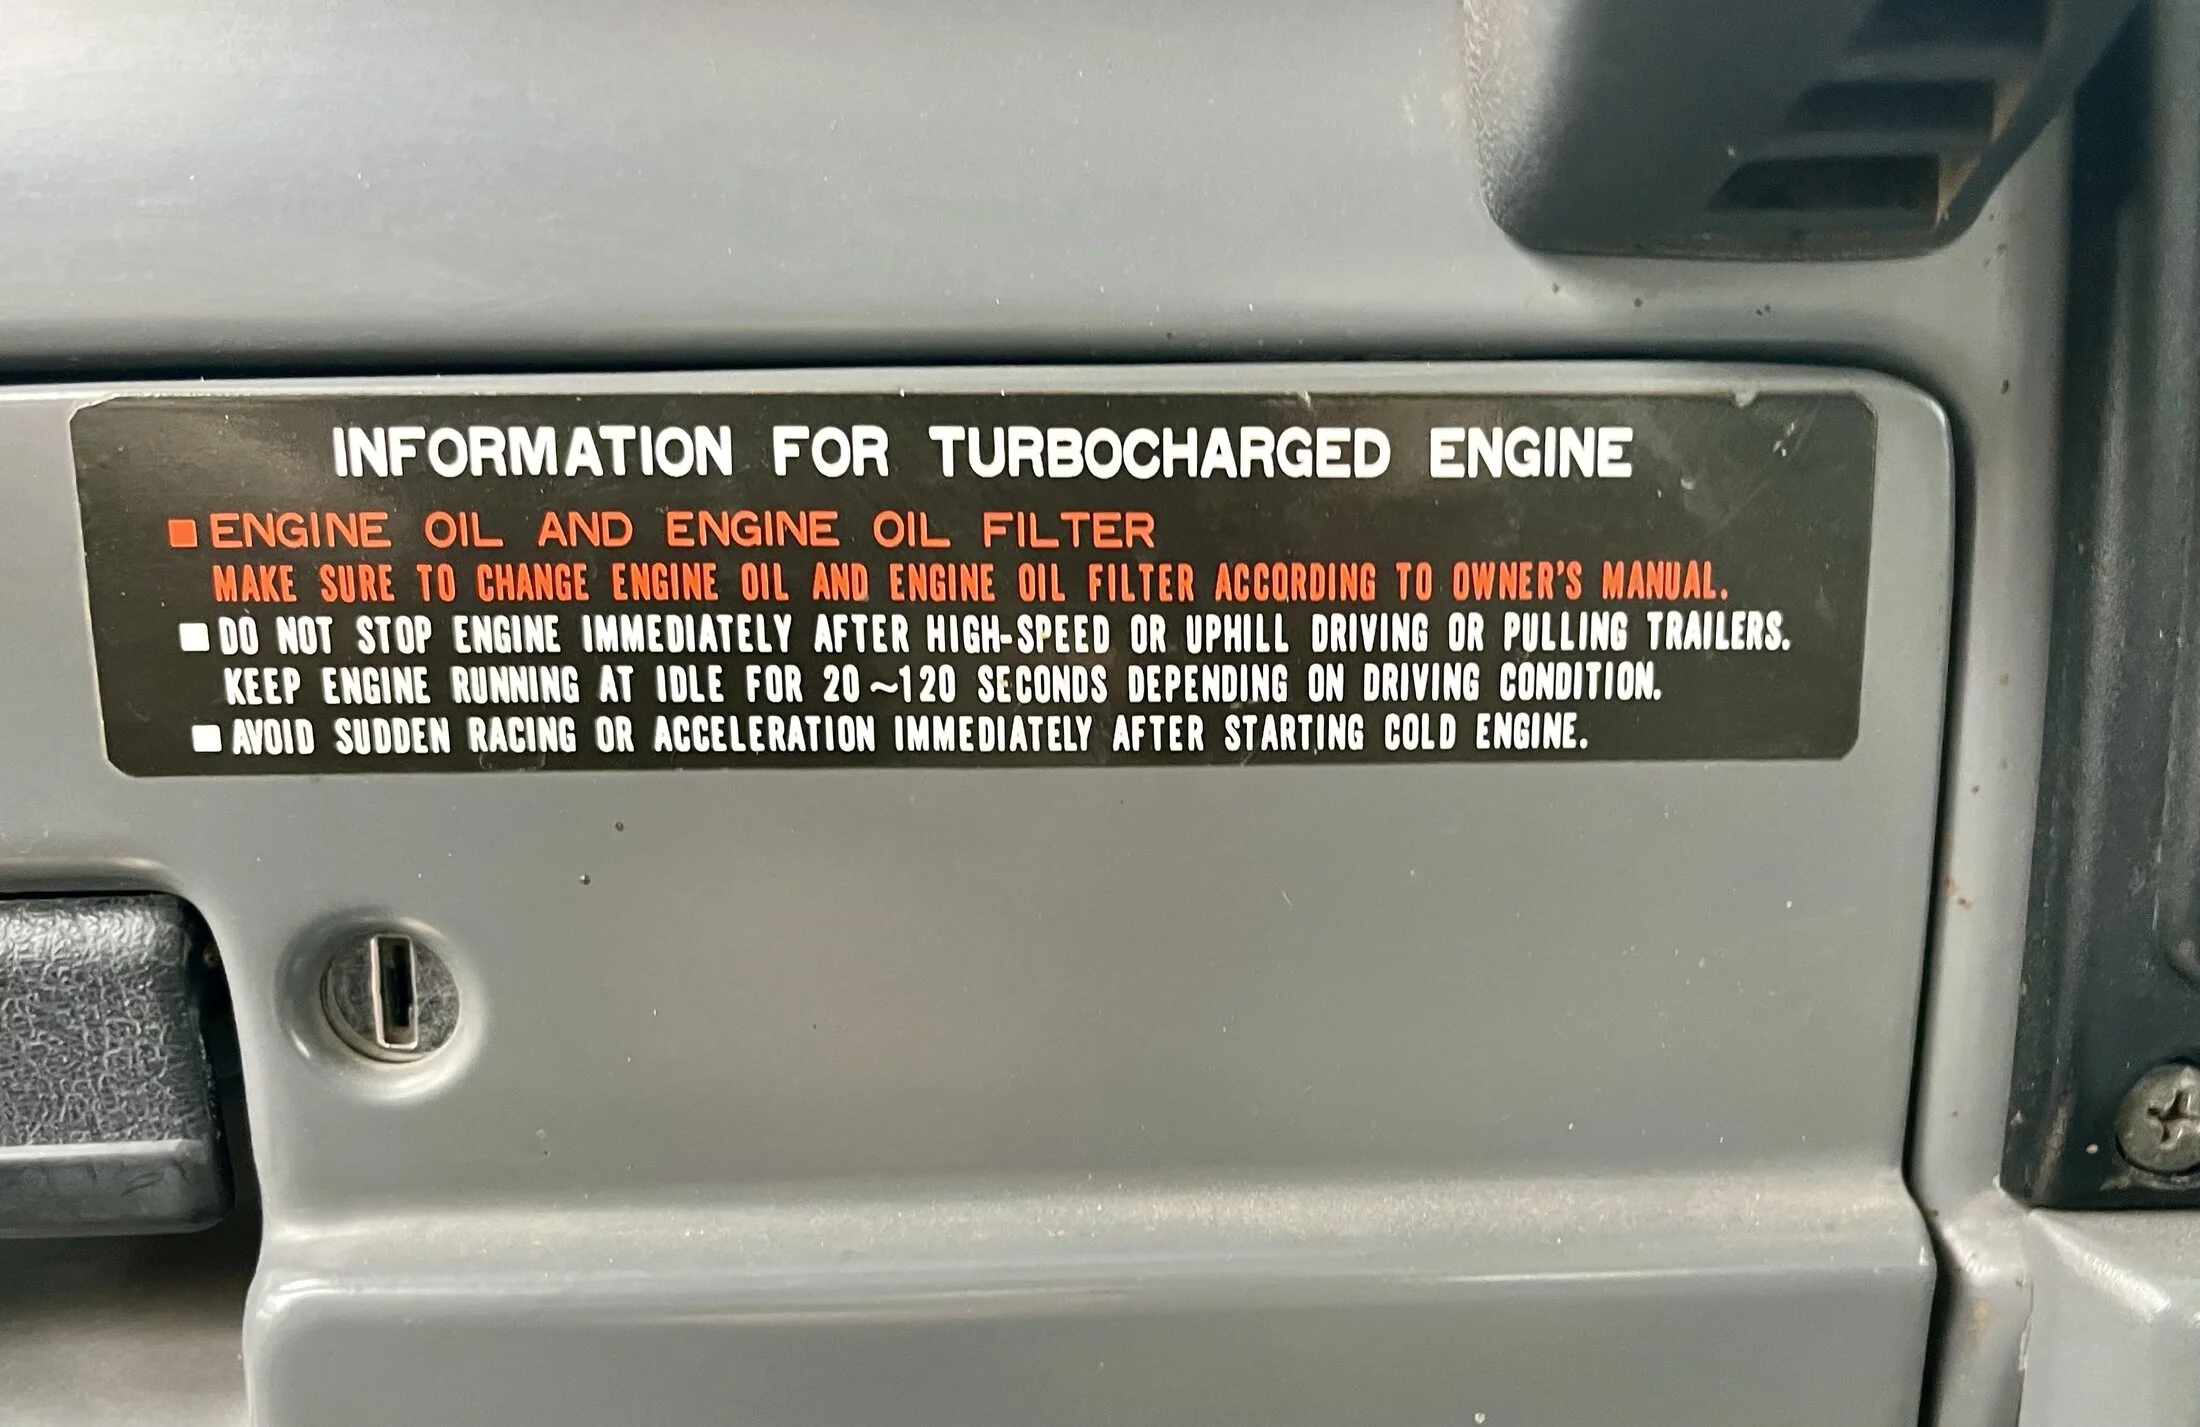 INFORMATION FOR TURBOCHARGED ENGINE
■ ENGINE OIL AND ENGINE OIL FILTER
MAKE SURE TO CHANGE ENGINE OIL AND ENGINE OIL FILTER ACCORDING TO OWNER'S MANUAL.
■ DO NOT STOP ENGINE IMMEDIATELY AFTER HIGH-SPEED OR UPHILL DRIVING OR PULLING TRAILERS.
KEEP ENGINE RUNNING AT IDLE FOR 20~120 SECONDS DEPENDING ON DRIVING CONDITION.
■ AVOID SUDDEN RACING OR ACCELERATION IMMEDIATELY AFTER STARTING COLD ENGINE.